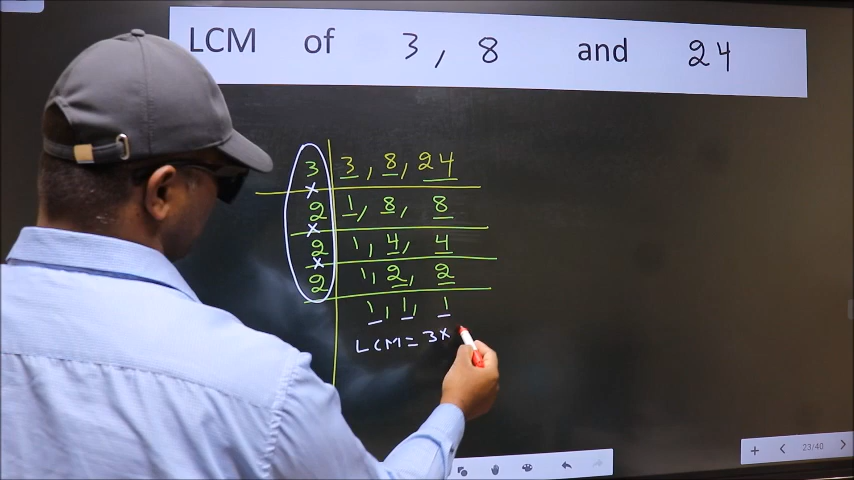 LCM of 3, 8 and 24
3 3, 8, 24
×
2 1, 8, 8
×
2 1, 4, 4
×
2 1, 2, 2
1, 1, 1
LCM = 3×
+ < 23/40 >